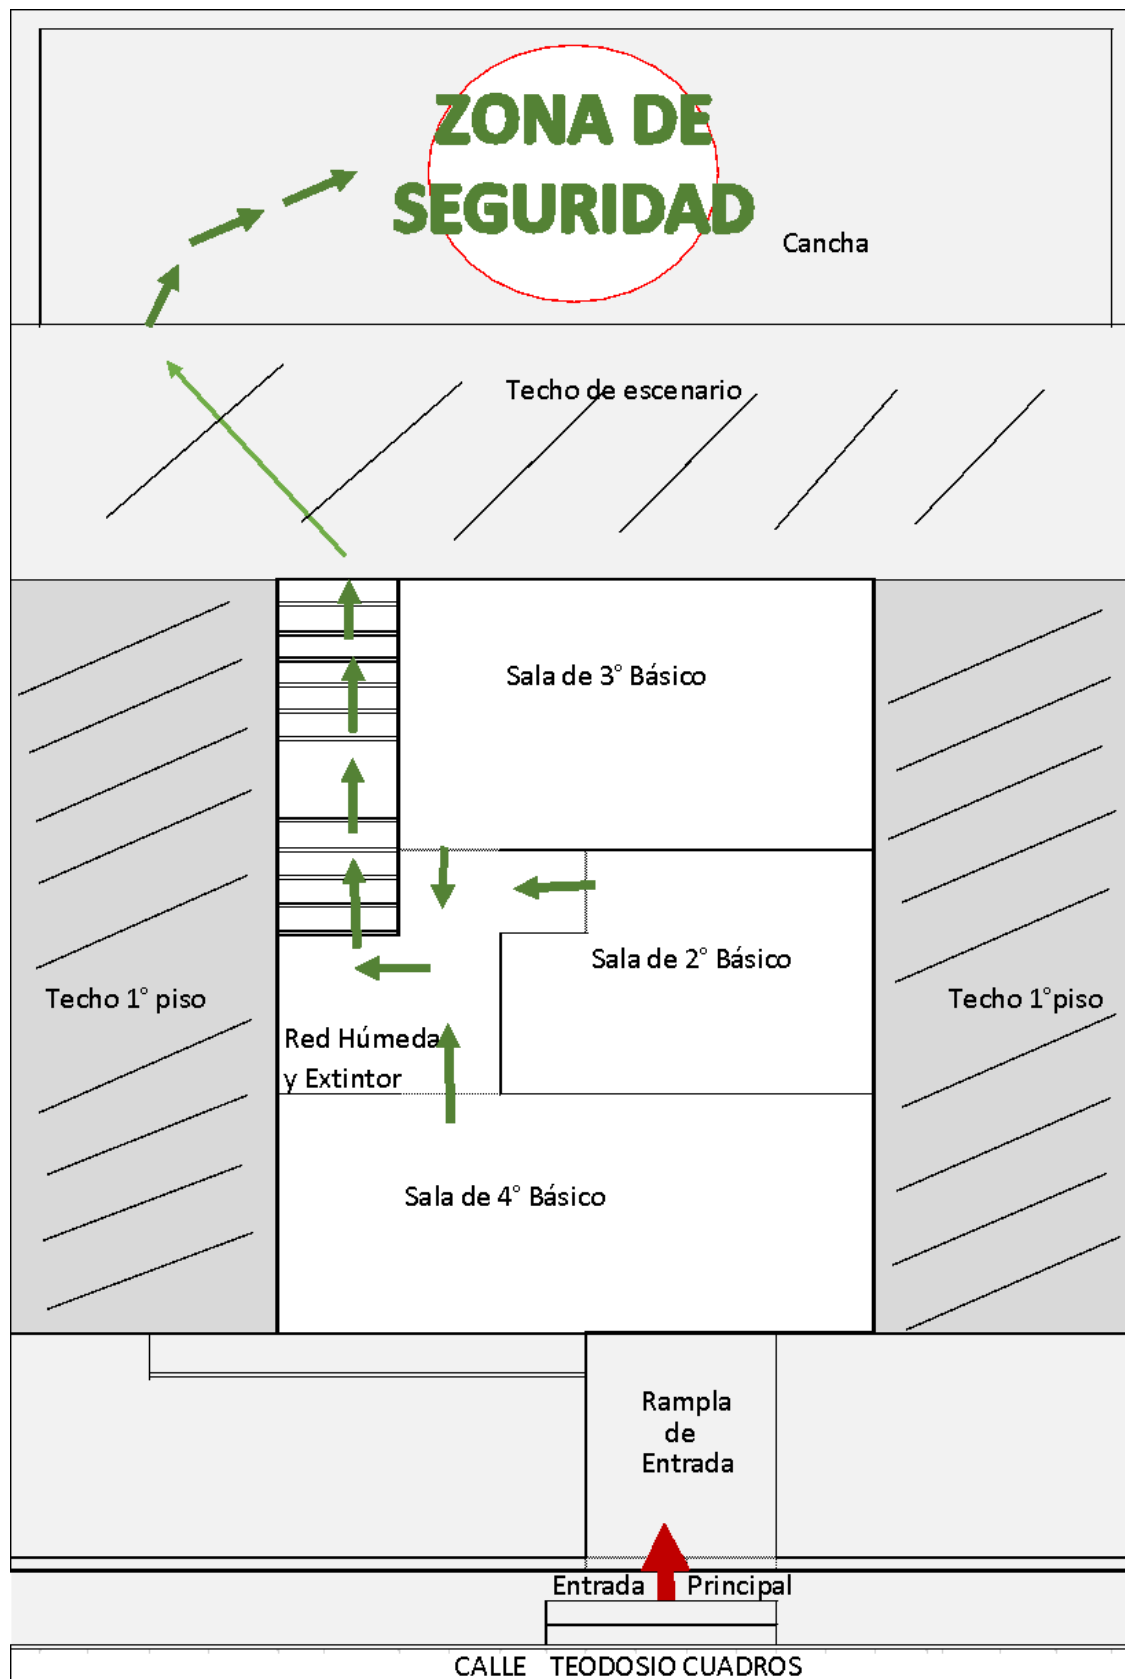 ZONA DE
SEGURIDAD
Cancha
Techo de escenario
Sala de 3° Básico
Sala de 2° Básico
Techo 1° piso
Techo 1°piso
Red Húmeda
y Extintor
Sala de 4° Básico
Rampla
de
Entrada
Entrada Principal
CALLE TEODOSIO CUADROS